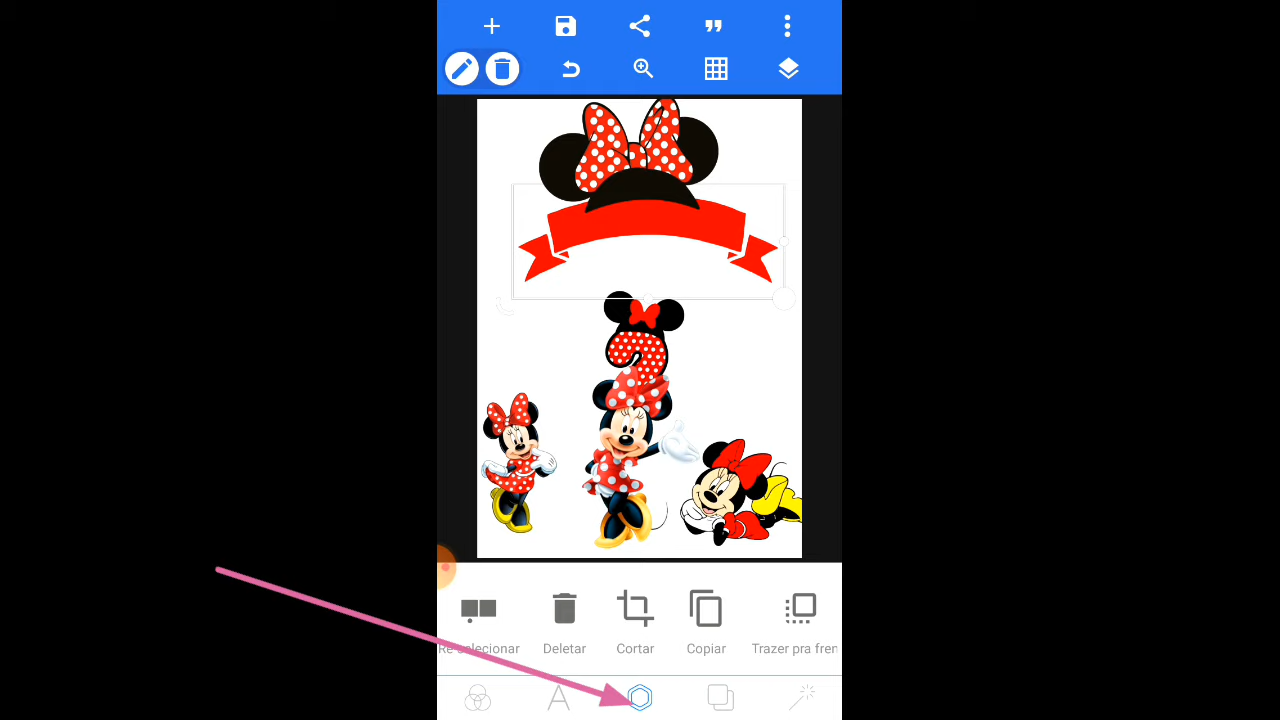 Re-selecionar
Deletar
Cortar
Copiar
Trazer pra fren